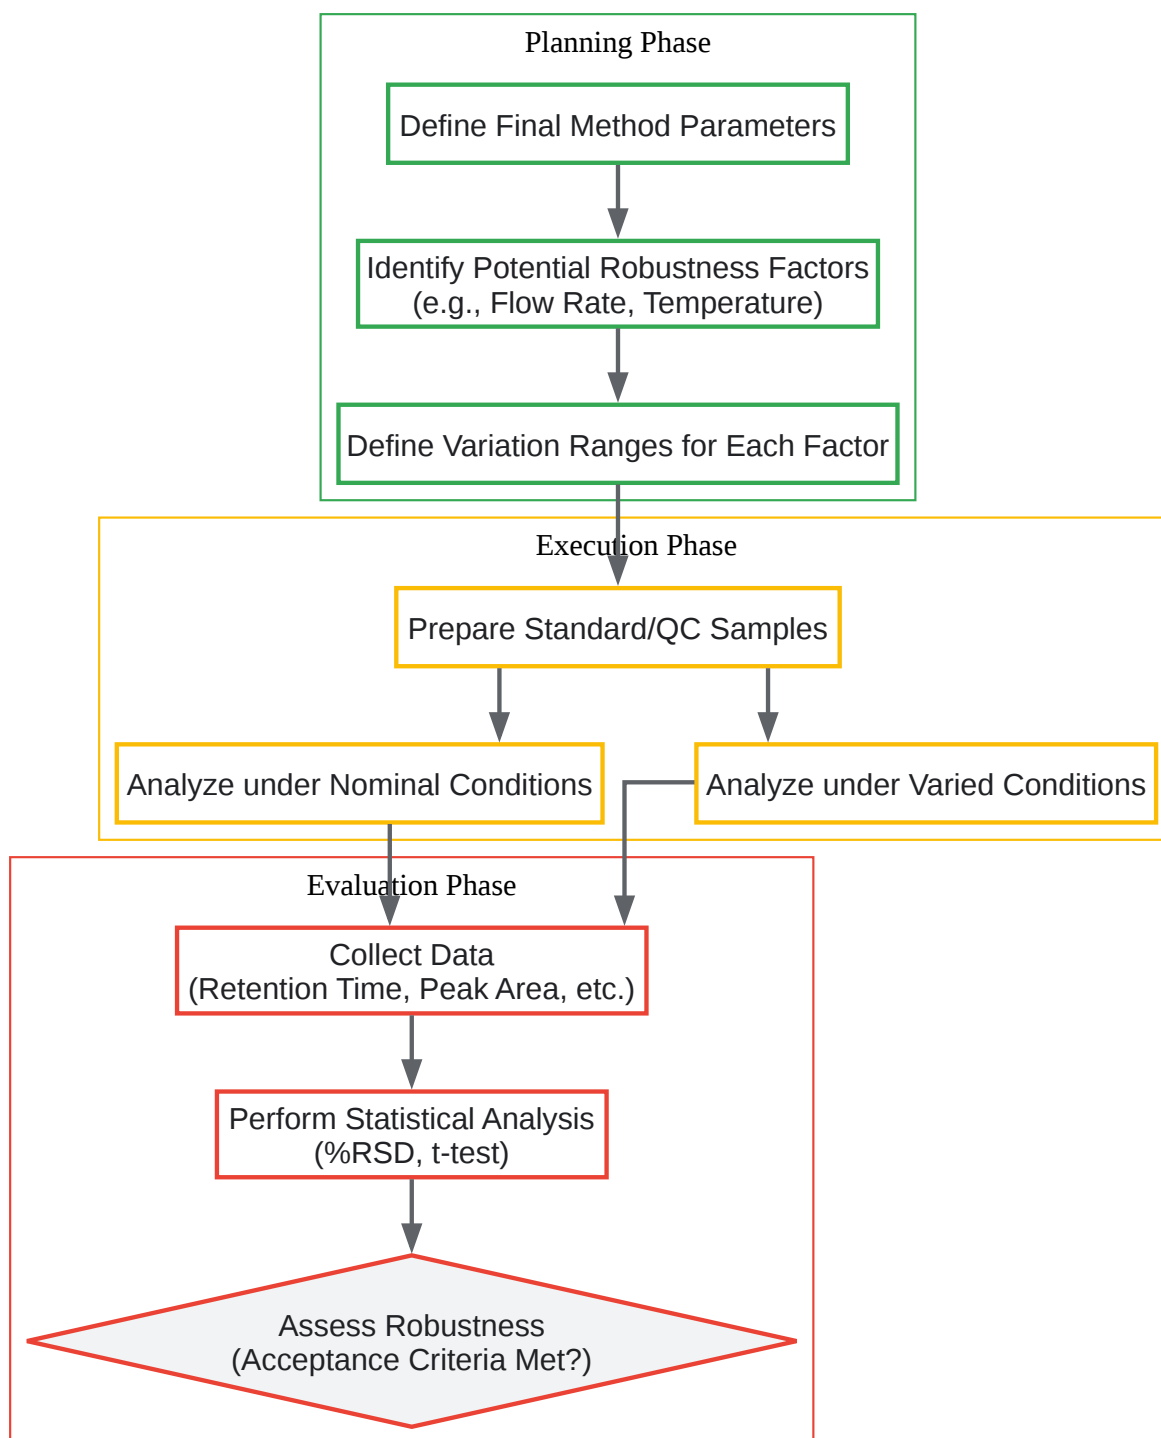 Planning Phase
Define Final Method Parameters
Identify Potential Robustness Factors
(e.g., Flow Rate, Temperature)
Define Variation Ranges for Each Factor
Execution Phase
Prepare Standard/QC Samples
Analyze under Nominal Conditions
Analyze under Varied Conditions
Evaluation Phase
Collect Data
(Retention Time, Peak Area, etc.)
Perform Statistical Analysis
(%RSD, t-test)
Assess Robustness
(Acceptance Criteria Met?)